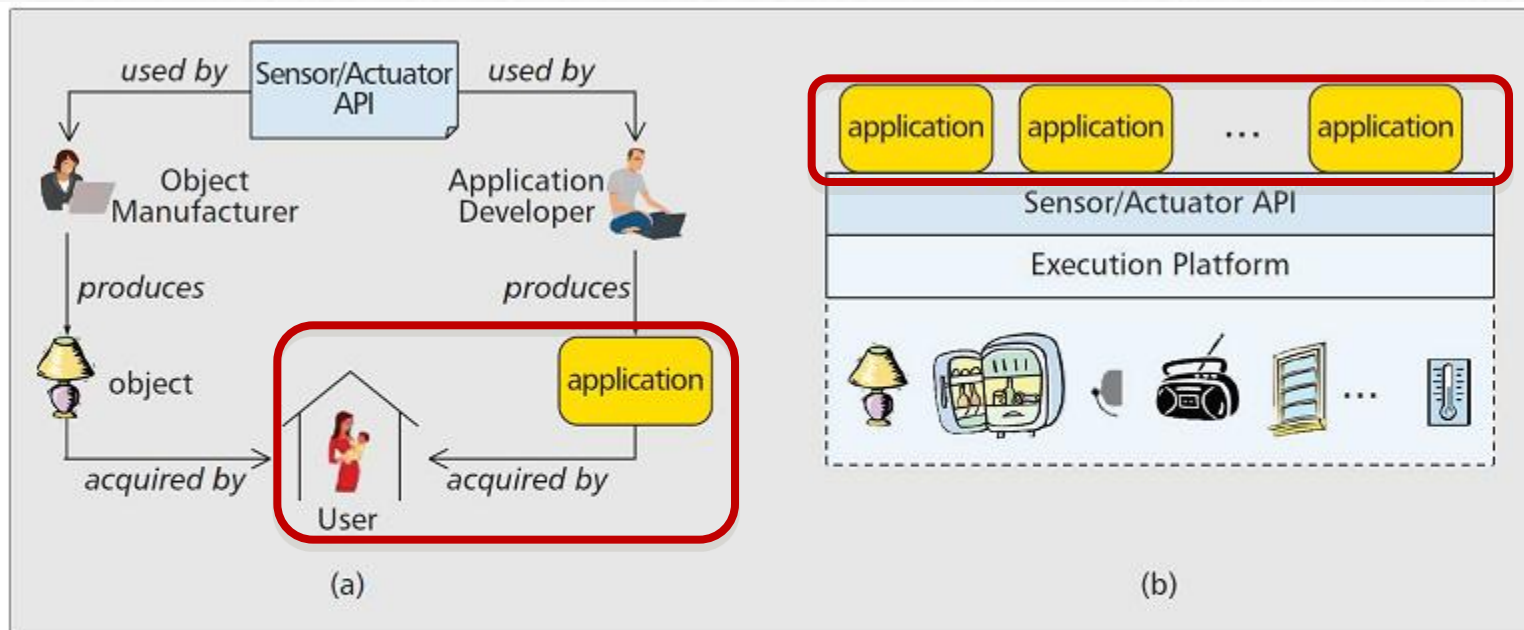 used by
Sensor/Actuator
API
used by
Object
Manufacturer
Application
Developer
produces
produces
object
application
acquired by
acquired by
User
(a)
application
application
...
application
Sensor/Actuator API
Execution Platform
...
(b)